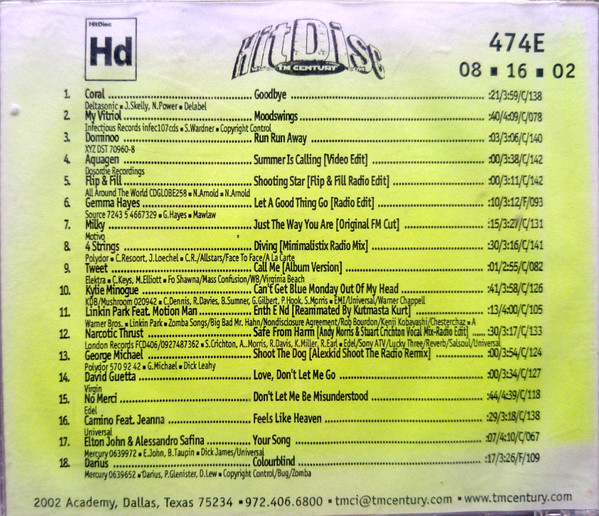 HitDisc
Hd
HitDisc
TM CENTURY
474E
08 ▪ 16 ▪ 02
1. Coral ........ Goodbye ........ :21/3:59/C/138
Deltasonic ▪ J.Skelly, N.Power ▪ Delabel
2. My Vitriol ........ Moodswings ........ :40/4:09/C/078
Infectious Records infec107cds ▪ S.Wardner ▪ Copyright Control
3. Dominoo ........ Run Run Away ........ :03/3:06/C/140
XYZ DST 70960-8
4. Aquagen ........ Summer Is Calling [Video Edit] ........ :00/3:38/C/142
Dosordie Recordings
5. Flip & Fill ........ Shooting Star [Flip & Fill Radio Edit] ........ :00/3:11/C/142
All Around The World CDGLOBE258 ▪ N.Arnold ▪ N.Arnold
6. Gemma Hayes ........ Let A Good Thing Go [Radio Edit] ........ :10/3:12/F/093
Source 7243 5 4667329 ▪ G.Hayes ▪ Mawlaw
7. Milky ........ Just The Way You Are [Original FM Cut] ........ :15/3:27/C/131
Motivo
8. 4 Strings ........ Diving [Minimalistix Radio Mix] ........ :30/3:16/C/141
Polydor ▪ C.Resoort, J.Loechel ▪ C.R./Allstars/Face To Face/A La Carte
9. Tweet ........ Call Me [Album Version] ........ :01/2:55/C/082
Elektra ▪ C.Keys, M.Elliott ▪ Fo Shawna/Mass Confusion/WB/Virginia Beach
10. Kylie Minogue ........ Can't Get Blue Monday Out Of My Head ........ :41/3:58/C/126
KDB/Mushroom 020942 ▪ C.Dennis, R.Davies, B.Sumner, G.Gilbert, P.Hook, S.Morris ▪ EMI/Universal/Warner Chappell
11. Linkin Park Feat. Motion Man ........ Enth E Nd [Reanimated By Kutmasta Kurt] ........ :13/4:00/C/105
Warner Bros. ▪ Linkin Park ▪ Zomba Songs/Big Bad Mr. Hahn/Nondisclosure Agreement/Rob Bourdon/Kenji Kobayashi/Chesterchaz ▪ A
12. Narcotic Thrust ........ Safe From Harm [Andy Morris & Stuart Crichton Vocal Mix-Radio Edit] ........ :30/3:17/C/133
London Records FCD406/0927487362 ▪ S.Crichton, A..Morris, R.Davis, K.Miller, R.Earl ▪ Edel/Sony ATV/Lucky Three/Reverb/Salsoul/Universal
13. George Michael ........ Shoot The Dog [Alexkid Shoot The Radio Remix] ........ :00/3:54/C/124
Polydor 570 92 42 ▪ G.Michael ▪ Dick Leahy
14. David Guetta ........ Love, Don't Let Me Go ........ :00/3:34/C/127
Virgin
15. No Merci ........ Don't Let Me Be Misunderstood ........ :44/4:39/C/118
Edel
16. Camino Feat. Jeanna ........ Feels Like Heaven ........ :29/3:18/C/138
Universal
17. Elton John & Alessandro Safina ........ Your Song ........ :07/4:10/C/067
Mercury 0639972 ▪ E.John, B.Taupin ▪ Dick James/Universal
18. Darius ........ Colourblind ........ :17/3:26/F/109
Mercury 0639652 ▪ Darius, P.Glenister, D.Lew ▪ Copyright Control/Bug/Zomba
2002 Academy, Dallas, Texas 75234 ▪ 972.406.6800 ▪ tmci@tmcentury.com ▪ www.tmcentury.com